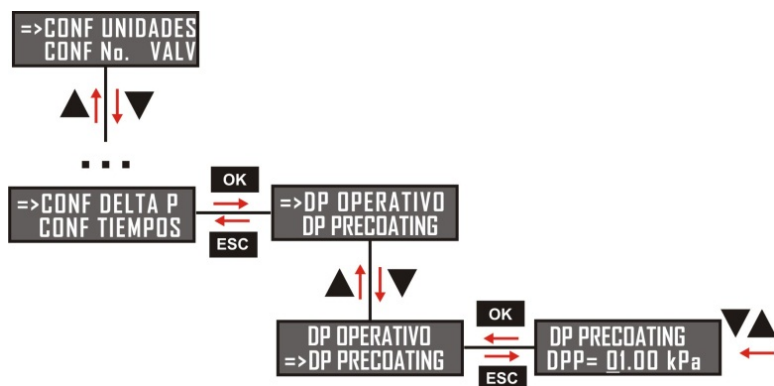 =>CONF UNIDADES
CONF No. VALV
...
=>CONF DELTA P
CONF TIEMPOS
OK
ESC
=>DP OPERATIVO
DP PRECOATING
DP OPERATIVO
=>DP PRECOATING
OK
ESC
DP PRECOATING
DPP= 01.00 kPa